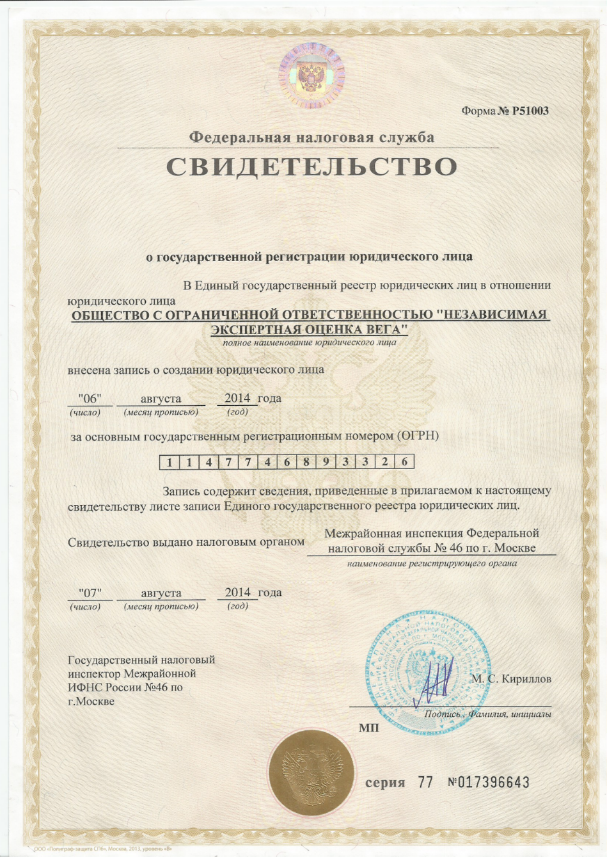 Форма № Р51003
Федеральная налоговая служба
СВИДЕТЕЛЬСТВО
о государственной регистрации юридического лица
В Единый государственный реестр юридических лиц в отношении
юридического лица
ОБЩЕСТВО С ОГРАНИЧЕННОЙ ОТВЕТСТВЕННОСТЬЮ "НЕЗАВИСИМАЯ
ЭКСПЕРТНАЯ ОЦЕНКА ВЕГА"
полное наименование юридического лица
внесена запись о создании юридического лица
"06" августа 2014 года
(число) (месяц прописью) (год)
за основным государственным регистрационным номером (ОГРН)
1 1 4 7 7 4 6 8 9 3 3 2 6
Запись содержит сведения, приведенные в прилагаемом к настоящему
свидетельству листе записи Единого государственного реестра юридических лиц.
Свидетельство выдано налоговым органом Межрайонная инспекция Федеральной
налоговой службы № 46 по г. Москве
наименование регистрирующего органа
"07" августа 2014 года
(число) (месяц прописью) (год)
Государственный налоговый
инспектор Межрайонной
ИФНС России №46 по
г.Москве
М. С. Кириллов
Подпись, Фамилия, инициалы
МП
серия 77 №017396643